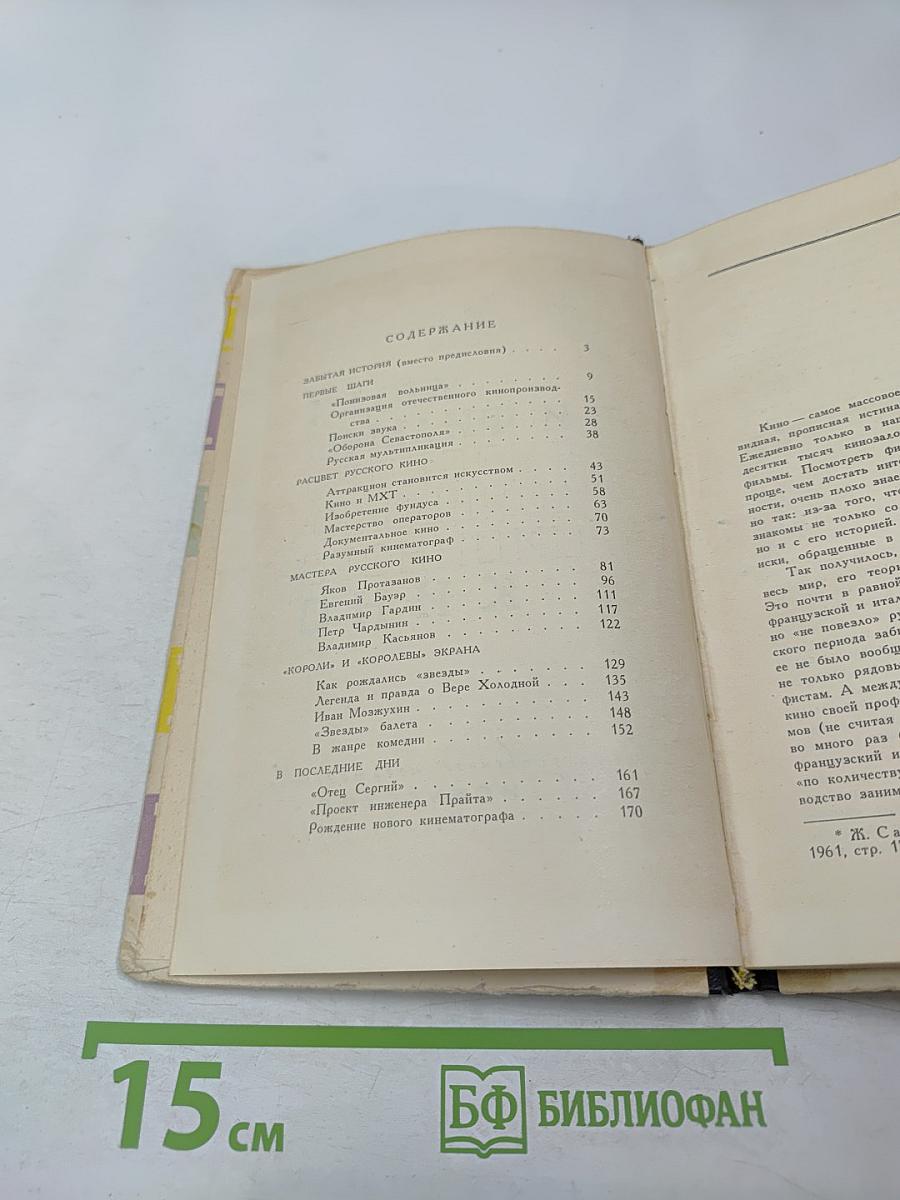 СОДЕРЖАНИЕ
ЗАБЫТАЯ ИСТОРИЯ (вместо предисловия) . . . . 3
ПЕРВЫЕ ШАГИ
«Понизовая вольница» . . . . . . . . 9
Организация отечественного кинопроизвод-
ства . . . . . . . . . . . 15
Поиски звука . . . . . . . . . . 23
«Оборона Севастополя» . . . . . . . 28
Русская мультипликация . . . . . . . 38
РАСЦВЕТ РУССКОГО КИНО
Аттракцион становится искусством . . . . 43
Кино и МХТ . . . . . . . . . . 51
Изобретение фундуса . . . . . . . . 58
Мастерство операторов . . . . . . . 63
Документальное кино . . . . . . . . 70
Разумный кинематограф . . . . . . . 73
МАСТЕРА РУССКОГО КИНО
Яков Протазанов . . . . . . . . . 81
Евгений Бауэр . . . . . . . . . . 96
Владимир Гардин . . . . . . . . . 111
Петр Чардынин . . . . . . . . . . 117
Владимир Касьянов . . . . . . . . 122
«КОРОЛИ» И «КОРОЛЕВЫ» ЭКРАНА
Как рождались «звезды» . . . . . . . 129
Легенда и правда о Вере Холодной . . . 135
Иван Мозжухин . . . . . . . . . . 143
«Звезды» балета . . . . . . . . . 148
В жанре комедии . . . . . . . . . 152
В ПОСЛЕДНИЕ ДНИ
«Отец Сергий» . . . . . . . . . . 161
«Проект инженера Прайта» . . . . . . 167
Рождение нового кинематографа . . . . . 170
Кино — самое массовое
видная, прописная истина
Ежедневно только в на
десятки тысяч кинозало
фильмы. Посмотреть фи
проще, чем достать инте
ности, очень плохо знае
но так: из-за того, что
знакомы не только со
но и с его историей.
иски, обращенные в
Так получилось,
весь мир, его теор
Это почти в равной
французской и итал
но «не повезло» ру
ского периода забы
ее не было вообщ
не только рядовы
фистам. А между
кино своей проф
мов (не считая
во много раз (
французский и
«по количеству
водство заним
* Ж. Са
1961, стр. 1
15 см
БФ БИБЛИОФАН